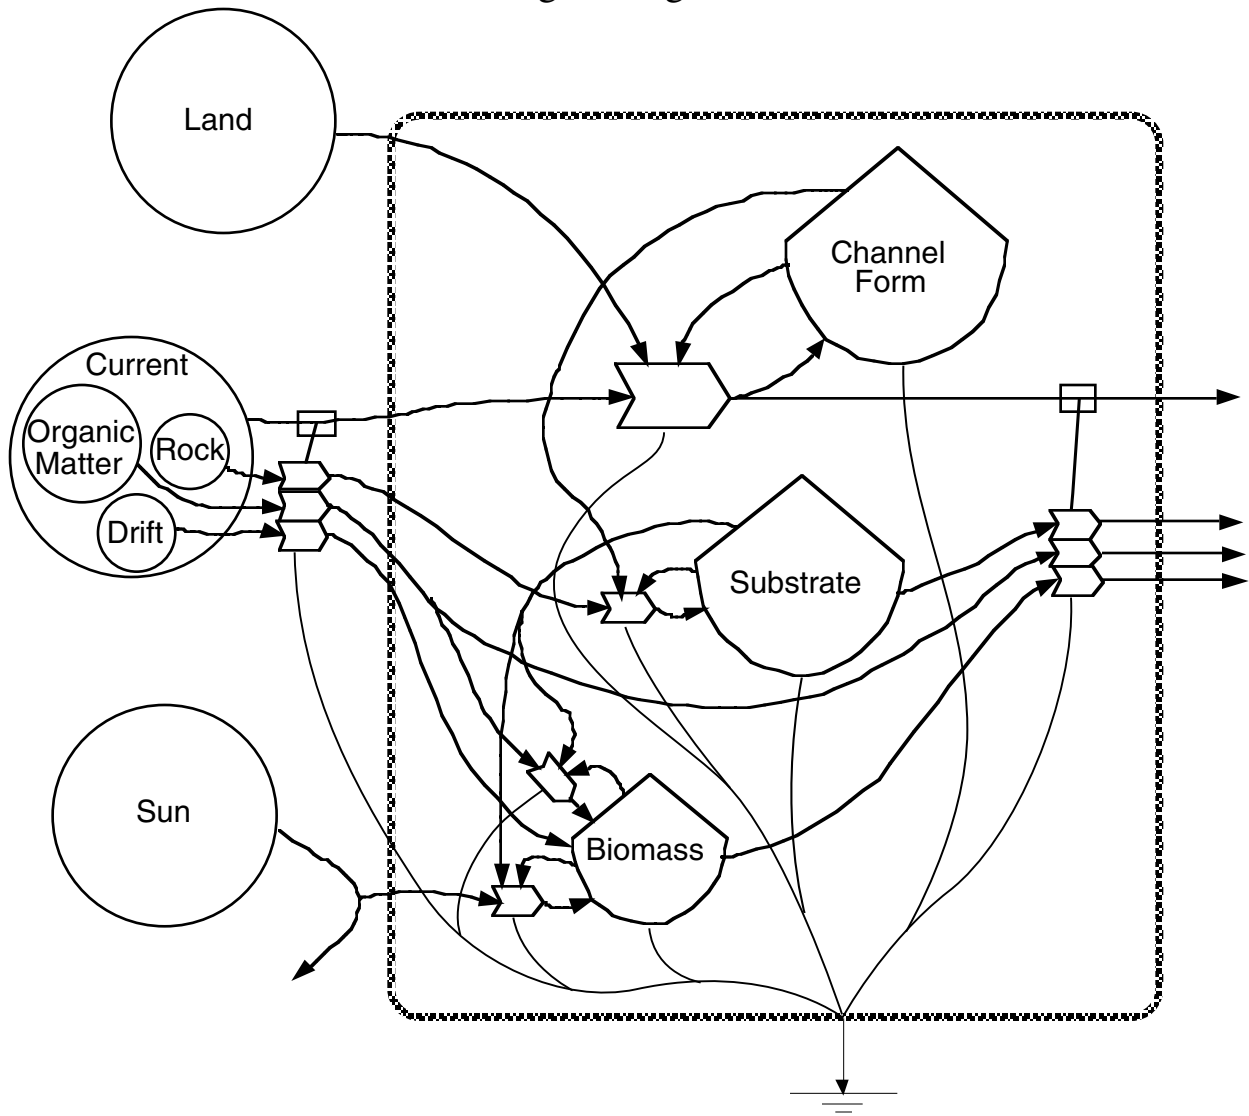 Land
Channel
Form
Current
Organic
Matter
Rock
Drift
Substrate
Sun
Biomass